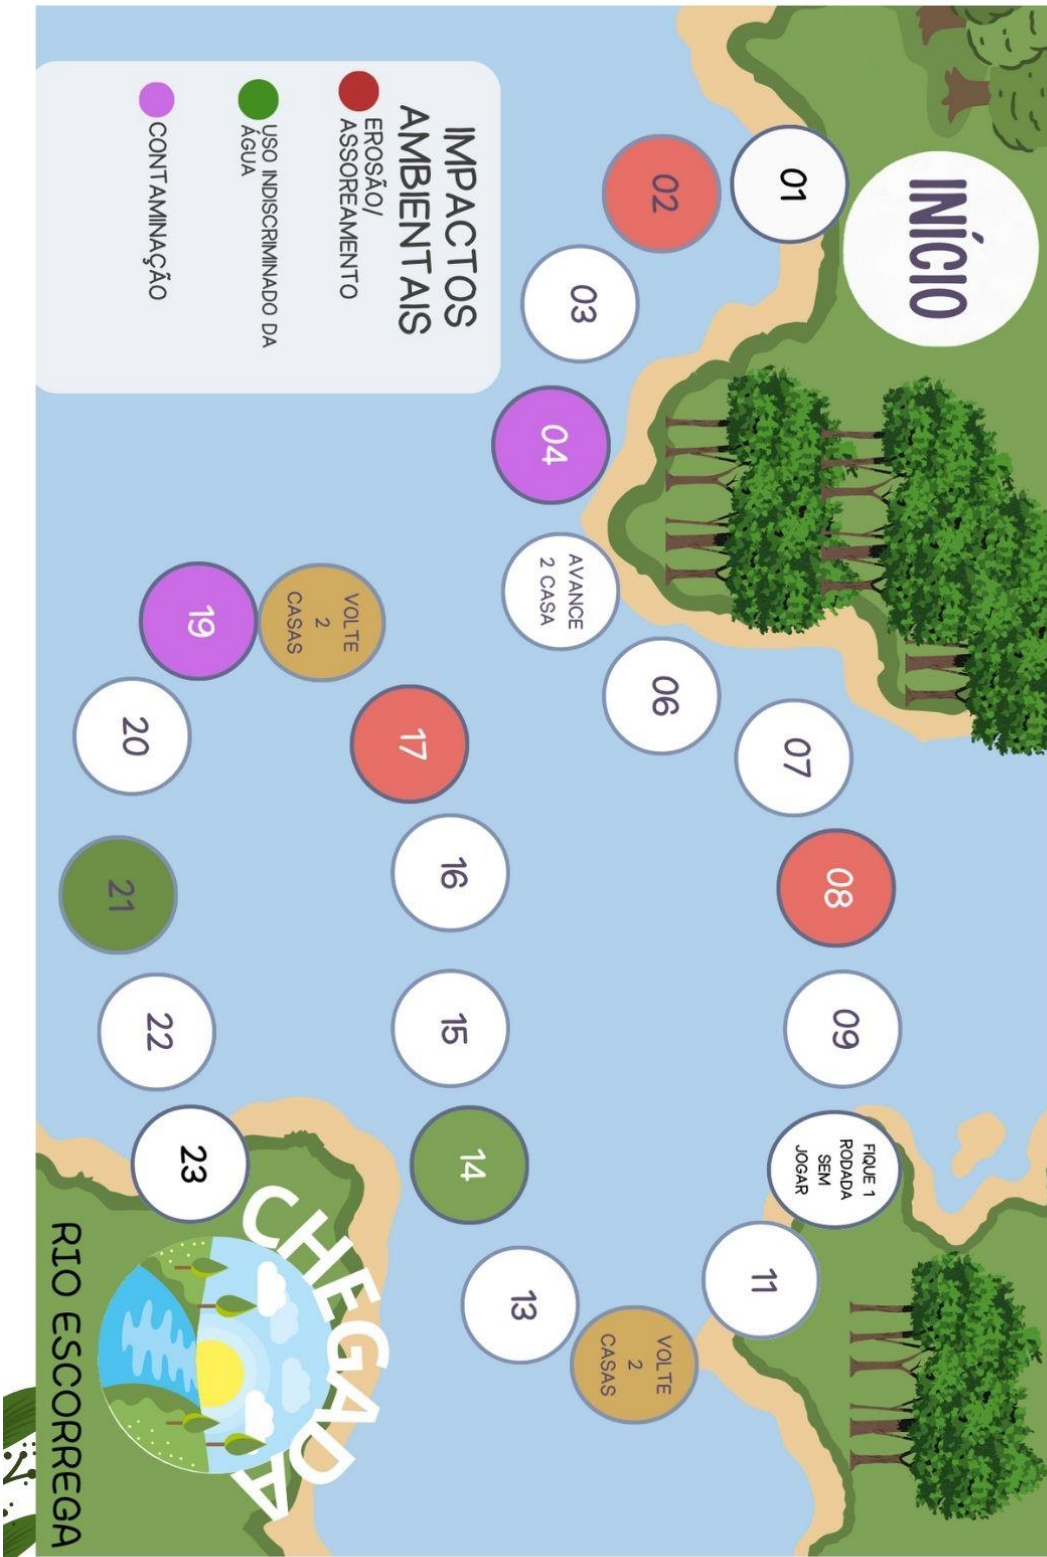 INÍCIO
01
02
03
04
AVANCE
2 CASA
06
07
08
09
FIQUE 1
RODADA
SEM
JOGAR
11
VOLTE
2
CASAS
13
14
15
16
17
VOLTE
2
CASAS
19
20
21
22
23
CHEGADA
IMPACTOS
AMBIENTAIS
EROSÃO/
ASSOREAMENTO
USO INDISCRIMINADO DA
ÁGUA
CONTAMINAÇÃO
RIO ESCORREGA